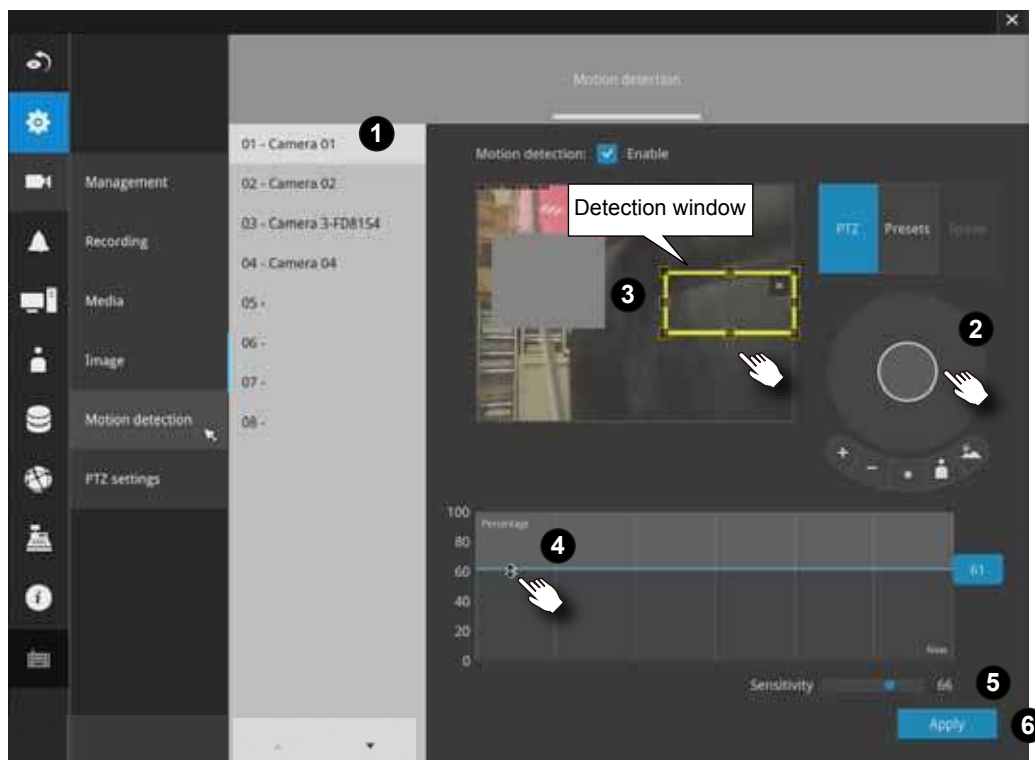 Motion detection
01 - Camera 01
02 - Camera 02
03 - Camera 3-FD8154
04 - Camera 04
05 -
06 -
07 -
08 -
Management
Recording
Media
Image
Motion detection
PTZ settings
Motion detection: Enable
Detection window
PTZ Presets Speed
1
2
3
4
5
6
100
80
60
40
20
0
Percentage
61
Now
Sensitivity 66
Apply